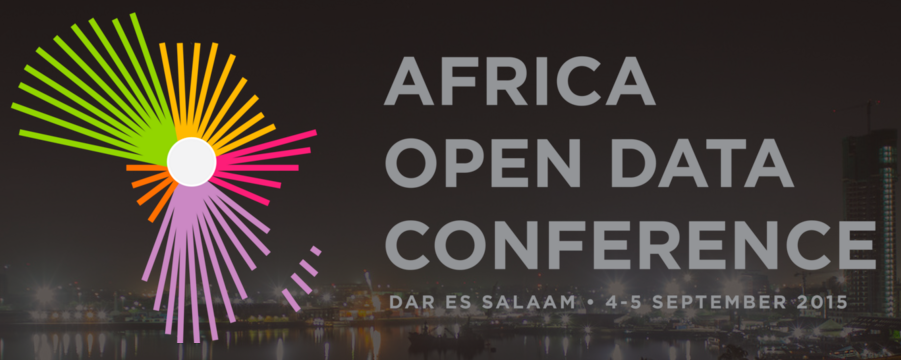 AFRICA
OPEN DATA
CONFERENCE
DAR ES SALAAM • 4-5 SEPTEMBER 2015